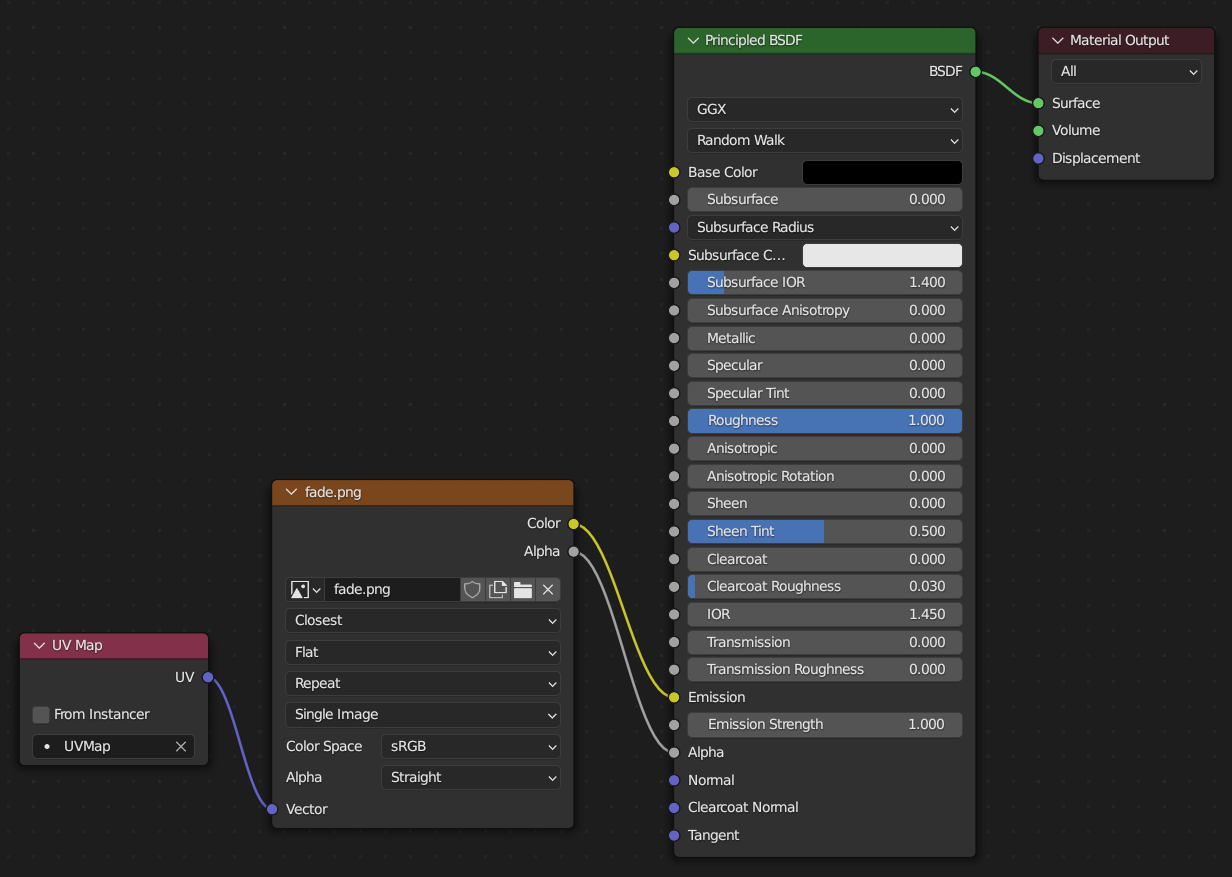 UV Map
UV
From Instancer
UVMap
fade.png
Color
Alpha
fade.png
Closest
Flat
Repeat
Single Image
Color Space sRGB
Alpha Straight
Vector
Principled BSDF
BSDF
GGX
Random Walk
Base Color
Subsurface 0.000
Subsurface Radius
Subsurface C...
Subsurface IOR 1.400
Subsurface Anisotropy 0.000
Metallic 0.000
Specular 0.000
Specular Tint 0.000
Roughness 1.000
Anisotropic 0.000
Anisotropic Rotation 0.000
Sheen 0.000
Sheen Tint 0.500
Clearcoat 0.000
Clearcoat Roughness 0.030
IOR 1.450
Transmission 0.000
Transmission Roughness 0.000
Emission
Emission Strength 1.000
Alpha
Normal
Clearcoat Normal
Tangent
Material Output
All
Surface
Volume
Displacement